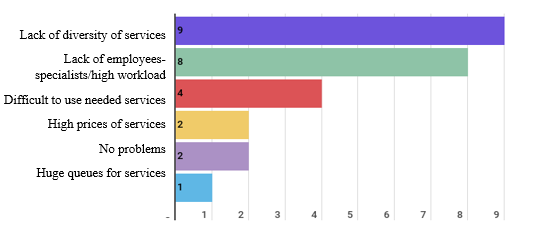 Lack of diversity of services
9
Lack of employees-
specialists/high workload
8
Difficult to use needed services
4
High prices of services
2
No problems
2
Huge queues for services
1
- 1 2 3 4 5 6 7 8 9